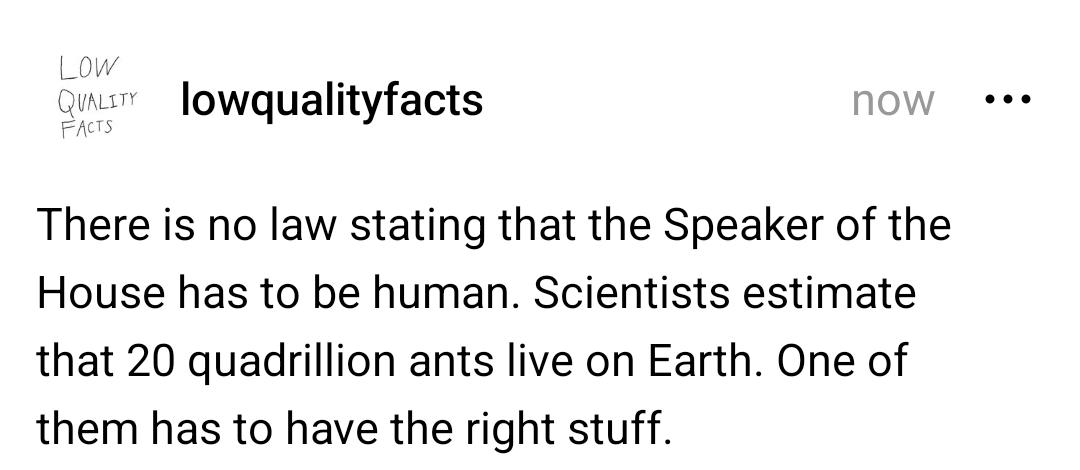 LOW
QUALITY
FACTS
lowqualityfacts now
There is no law stating that the Speaker of the
House has to be human. Scientists estimate
that 20 quadrillion ants live on Earth. One of
them has to have the right stuff.